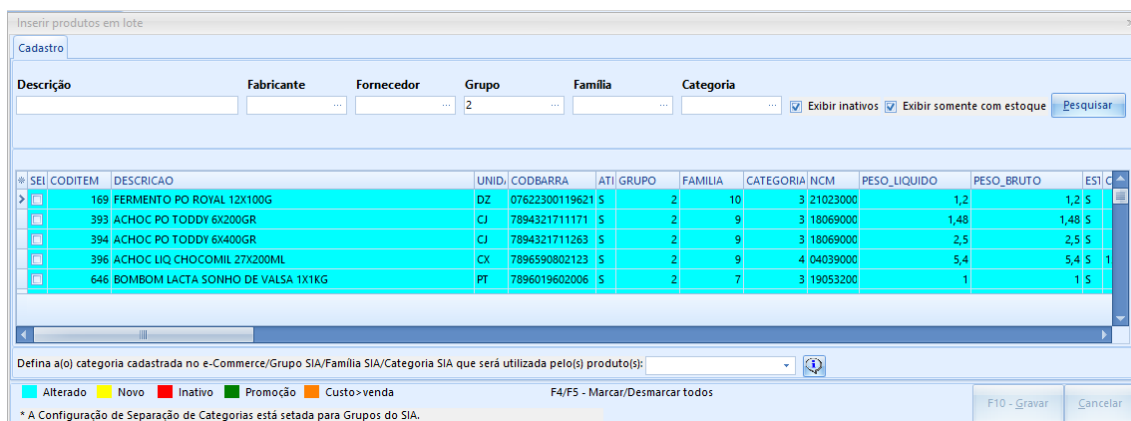 Inserir produtos em lote
Cadastro
Descrição Fabricante Fornecedor Grupo Família Categoria
... ... 2 ... ... ... Exibir inativos Exibir somente com estoque Pesquisar
SEL CODITEM DESCRICAO UNID. CODBARRA ATI GRUPO FAMILIA CATEGORIA NCM PESO_LIQUIDO PESO_BRUTO EST C
169 FERMENTO PO ROYAL 12X100G DZ 07622300119621 S 2 10 3 21023000 1,2 1,2 S
393 ACHOC PO TODDY 6X200GR CJ 7894321711171 S 2 9 3 18069000 1,48 1,48 S
394 ACHOC PO TODDY 6X400GR CJ 7894321711263 S 2 9 3 18069000 2,5 2,5 S
396 ACHOC LIQ CHOCOMIL 27X200ML CX 7896590802123 S 2 9 4 04039000 5,4 5,4 S 1
646 BOMBOM LACTA SONHO DE VALSA 1X1KG PT 7896019602006 S 2 7 3 19053200 1 1 S
Defina a(o) categoria cadastrada no e-Commerce/Grupo SIA/Família SIA/Categoria SIA que será utilizada pelo(s) produto(s):
Alterado Novo Inativo Promoção Custo>venda F4/F5 - Marcar/Desmarcar todos
F10 - Gravar Cancelar
* A Configuração de Separação de Categorias está setada para Grupos do SIA.